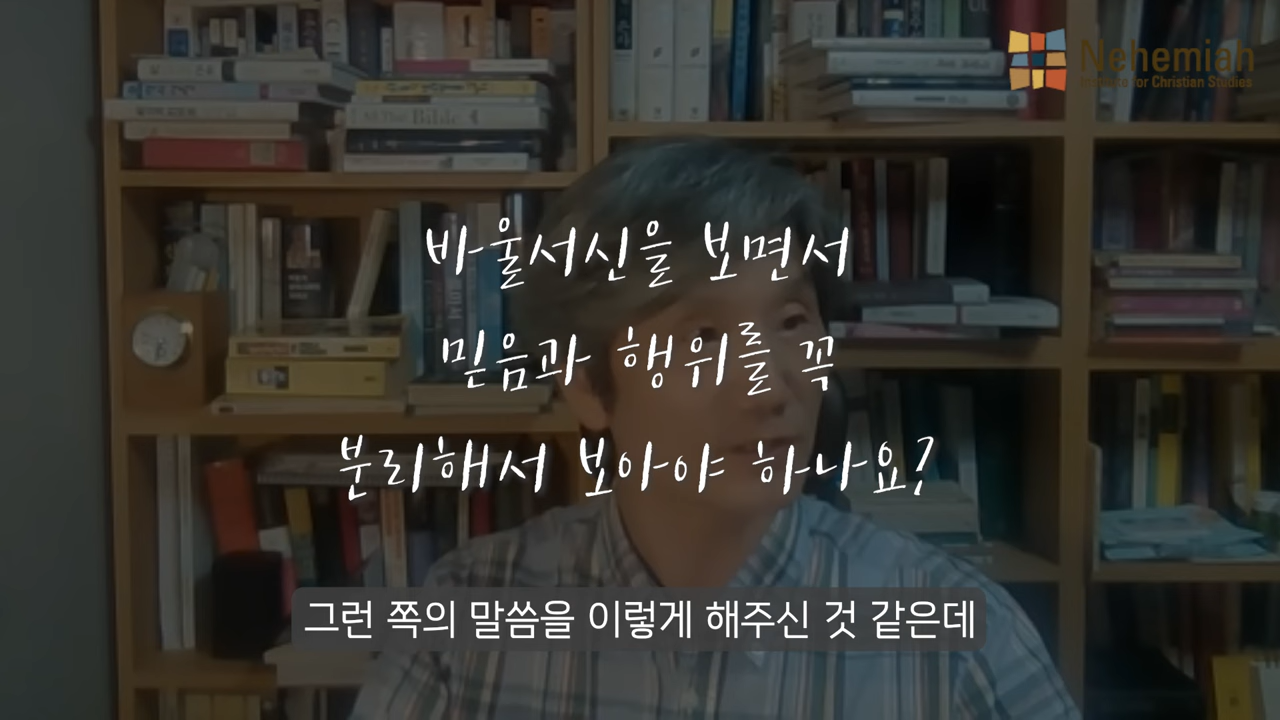 Nehemiah
Institute for Christian Studies
바울서신을 보면서
믿음과 행위를 꼭
분리해서 보아야 하나요?
그런 쪽의 말씀을 이렇게 해주신 것 같은데